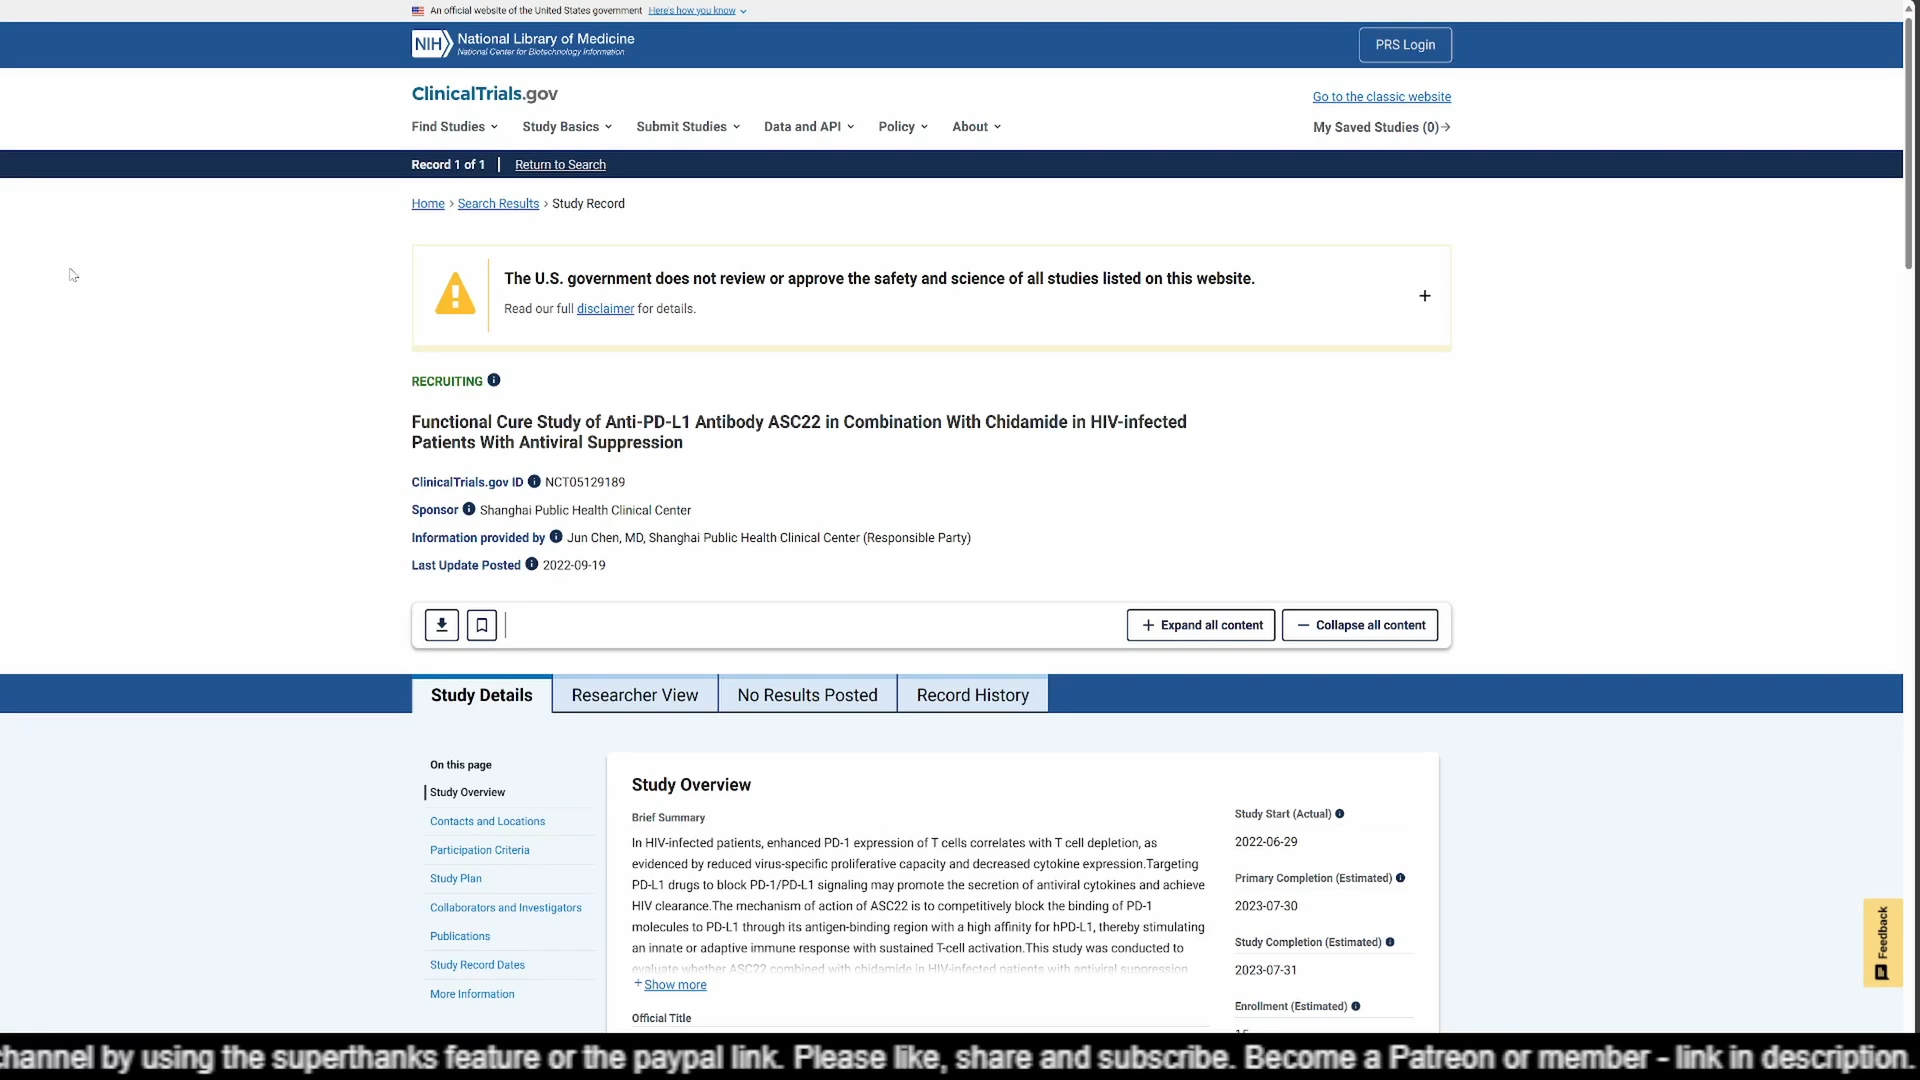 An official website of the United States government Here's how you know
NIH National Library of Medicine
National Center for Biotechnology Information
PRS Login
ClinicalTrials.gov
Go to the classic website
Find Studies Study Basics Submit Studies Data and API Policy About
My Saved Studies (0)→
Record 1 of 1 | Return to Search
Home > Search Results > Study Record
The U.S. government does not review or approve the safety and science of all studies listed on this website.
Read our full disclaimer for details.
RECRUITING
Functional Cure Study of Anti-PD-L1 Antibody ASC22 in Combination With Chidamide in HIV-infected
Patients With Antiviral Suppression
ClinicalTrials.gov ID NCT05129189
Sponsor Shanghai Public Health Clinical Center
Information provided by Jun Chen, MD, Shanghai Public Health Clinical Center (Responsible Party)
Last Update Posted 2022-09-19
+ Expand all content
— Collapse all content
Study Details Researcher View No Results Posted Record History
On this page
Study Overview
Contacts and Locations
Participation Criteria
Study Plan
Collaborators and Investigators
Publications
Study Record Dates
More Information
Study Overview
Brief Summary
In HIV-infected patients, enhanced PD-1 expression of T cells correlates with T cell depletion, as
evidenced by reduced virus-specific proliferative capacity and decreased cytokine expression.Targeting
PD-L1 drugs to block PD-1/PD-L1 signaling may promote the secretion of antiviral cytokines and achieve
HIV clearance.The mechanism of action of ASC22 is to competitively block the binding of PD-1
molecules to PD-L1 through its antigen-binding region with a high affinity for hPD-L1, thereby stimulating
an innate or adaptive immune response with sustained T-cell activation.This study was conducted to
evaluate whether ASC22 combined with chidamide in HIV-infected patients with antiviral suppression
+ Show more
Official Title
Study Start (Actual)
2022-06-29
Primary Completion (Estimated)
2023-07-30
Study Completion (Estimated)
2023-07-31
Enrollment (Estimated)
Feedback
channel by using the superthanks feature or the paypal link. Please like, share and subscribe. Become a Patreon or member - link in description.